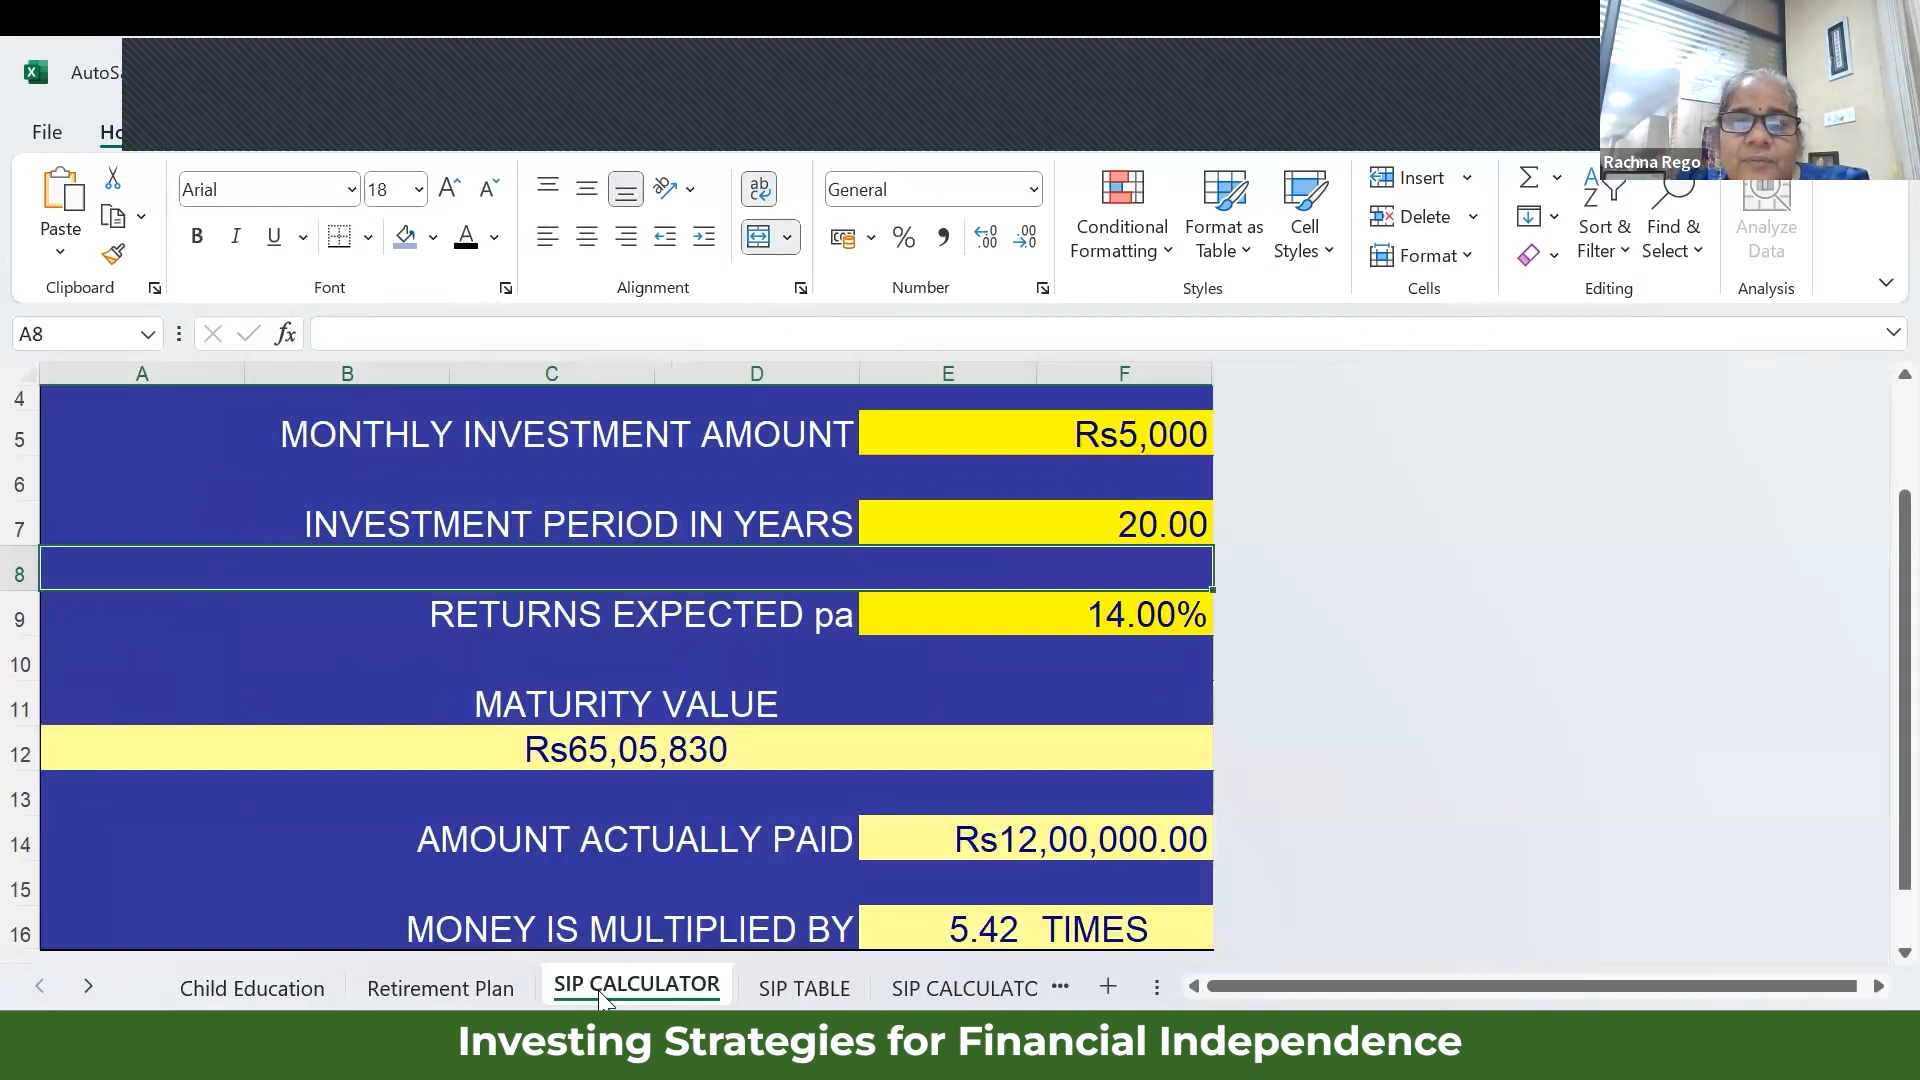 AutoSa
Rachna Rego
File
Ho
Paste
Clipboard
Arial
18
B I U
A
Font
ab
Alignment
General
Number
Conditional
Formatting
Format as
Table
Cell
Styles
Styles
Insert
Delete
Format
Cells
Sort &
Filter
Find &
Select
Editing
Analyze
Data
Analysis
A8
fx
A B C D E F
4
5 MONTHLY INVESTMENT AMOUNT Rs5,000
6
7 INVESTMENT PERIOD IN YEARS 20.00
8
9 RETURNS EXPECTED pa 14.00%
10
11 MATURITY VALUE
12 Rs65,05,830
13
14 AMOUNT ACTUALLY PAID Rs12,00,000.00
15
16 MONEY IS MULTIPLIED BY 5.42 TIMES
Child Education Retirement Plan SIP CALCULATOR SIP TABLE SIP CALCULATO ...
Investing Strategies for Financial Independence